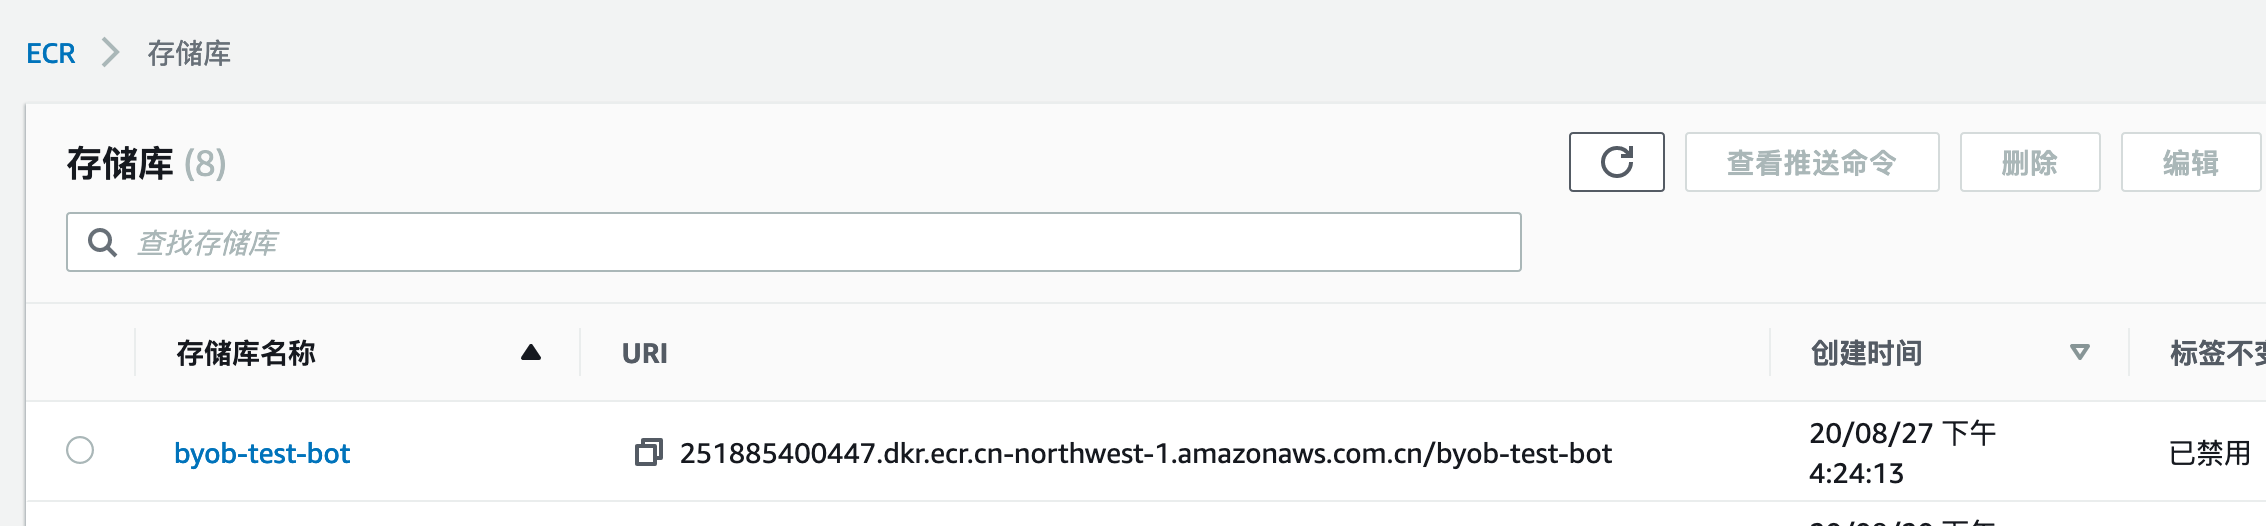 ECR 存储库
存储库 (8)
查看推送命令 删除 编辑
查找存储库
存储库名称 URI 创建时间 标签不变
byob-test-bot 251885400447.dkr.ecr.cn-northwest-1.amazonaws.com.cn/byob-test-bot 20/08/27 下午
4:24:13 已禁用